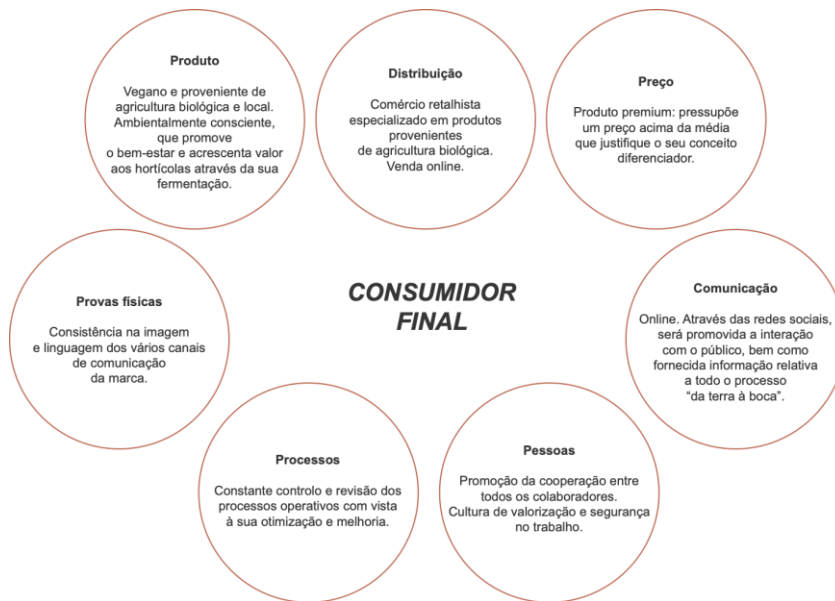 Produto
Vegano e proveniente de
agricultura biológica e local.
Ambientalmente consciente,
que promove
o bem-estar e acrescenta valor
aos hortícolas através da sua
fermentação.
Distribuição
Comércio retalhista
especializado em produtos
provenientes
de agricultura biológica.
Venda online.
Preço
Produto premium: pressupõe
um preço acima da média
que justifique o seu conceito
diferenciador.
Provas físicas
Consistência na imagem
e linguagem dos vários canais
de comunicação
da marca.
CONSUMIDOR
FINAL
Comunicação
Online. Através das redes sociais,
será promovida a interação
com o público, bem como
fornecida informação relativa
a todo o processo
“da terra à boca”.
Processos
Constante controlo e revisão dos
processos operativos com vista
à sua otimização e melhoria.
Pessoas
Promoção da cooperação entre
todos os colaboradores.
Cultura de valorização e segurança
no trabalho.